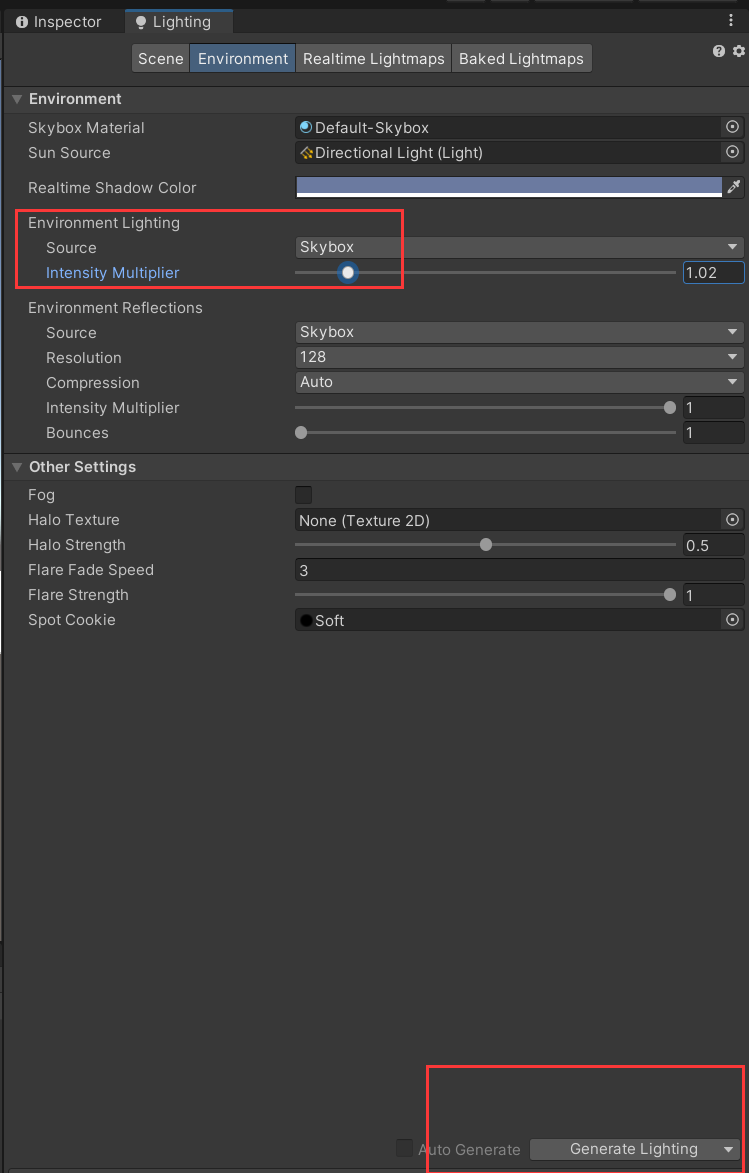 Inspector Lighting
Scene Environment Realtime Lightmaps Baked Lightmaps
Environment
Skybox Material Default-Skybox
Sun Source Directional Light (Light)
Realtime Shadow Color
Environment Lighting
Source Skybox
Intensity Multiplier 1.02
Environment Reflections
Source Skybox
Resolution 128
Compression Auto
Intensity Multiplier 1
Bounces 1
Other Settings
Fog
Halo Texture None (Texture 2D)
Halo Strength 0.5
Flare Fade Speed 3
Flare Strength 1
Spot Cookie Soft
Auto Generate Generate Lighting